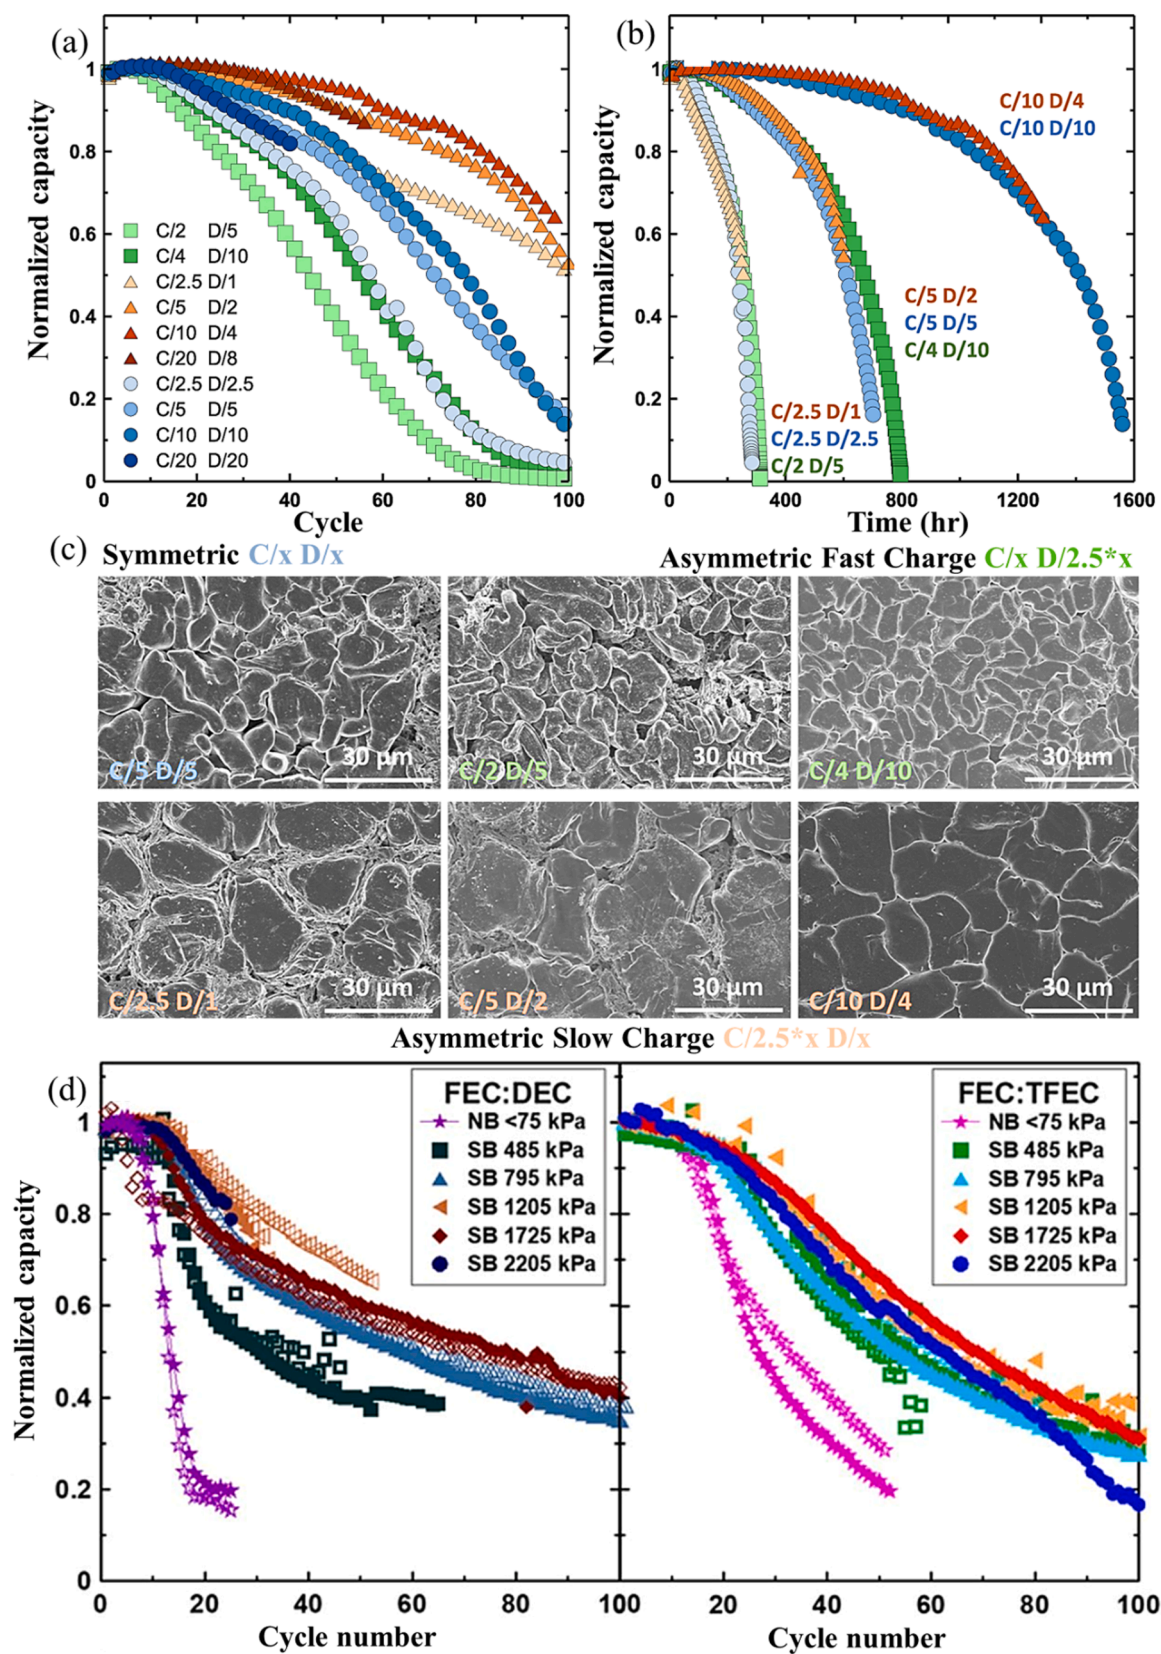 (a)
Normalized capacity
1
0.8
0.6
0.4
0.2
0
C/2 D/5
C/4 D/10
C/2.5 D/1
C/5 D/2
C/10 D/4
C/20 D/8
C/2.5 D/2.5
C/5 D/5
C/10 D/10
C/20 D/20
0 20 40 60 80 100
Cycle
(b)
Normalized capacity
1
0.8
0.6
0.4
0.2
0
C/10 D/4
C/10 D/10
C/5 D/2
C/5 D/5
C/4 D/10
C/2.5 D/1
C/2.5 D/2.5
C/2 D/5
0 400 800 1200 1600
Time (hr)
(c)
Symmetric C/x D/x
Asymmetric Fast Charge C/x D/2.5*x
C/5 D/5
30 μm
C/2 D/5
30 μm
C/4 D/10
30 μm
C/2.5 D/1
30 μm
C/5 D/2
30 μm
C/10 D/4
30 μm
Asymmetric Slow Charge C/2.5*x D/x
(d)
Normalized capacity
1
0.8
0.6
0.4
0.2
0
FEC:DEC
NB <75 kPa
SB 485 kPa
SB 795 kPa
SB 1205 kPa
SB 1725 kPa
SB 2205 kPa
0 20 40 60 80 100
Cycle number
FEC:TFEC
NB <75 kPa
SB 485 kPa
SB 795 kPa
SB 1205 kPa
SB 1725 kPa
SB 2205 kPa
20 40 60 80 100
Cycle number